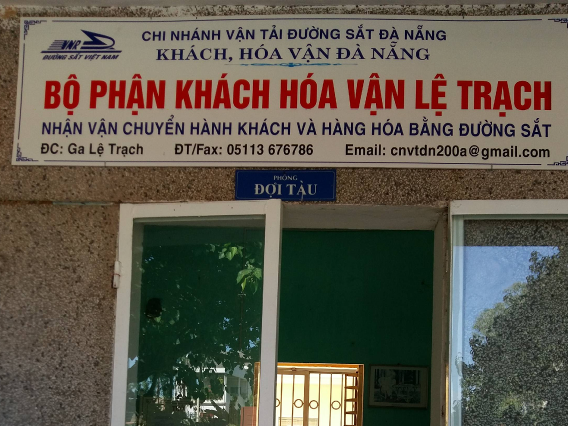 CHI NHÁNH VẬN TẢI ĐƯỜNG SẮT ĐÀ NẴNG
VNR
ĐƯỜNG SẮT VIỆT NAM
KHÁCH, HÓA VẬN ĐÀ NẴNG
BỘ PHẬN KHÁCH HÓA VẬN LỆ TRẠCH
NHẬN VẬN CHUYỂN HÀNH KHÁCH VÀ HÀNG HÓA BẰNG ĐƯỜNG SẮT
ĐC: Ga Lệ Trạch ĐT/Fax: 05113 676786 Email: cnvtdn200a@gmail.com
PHÒNG
ĐỢI TÀU